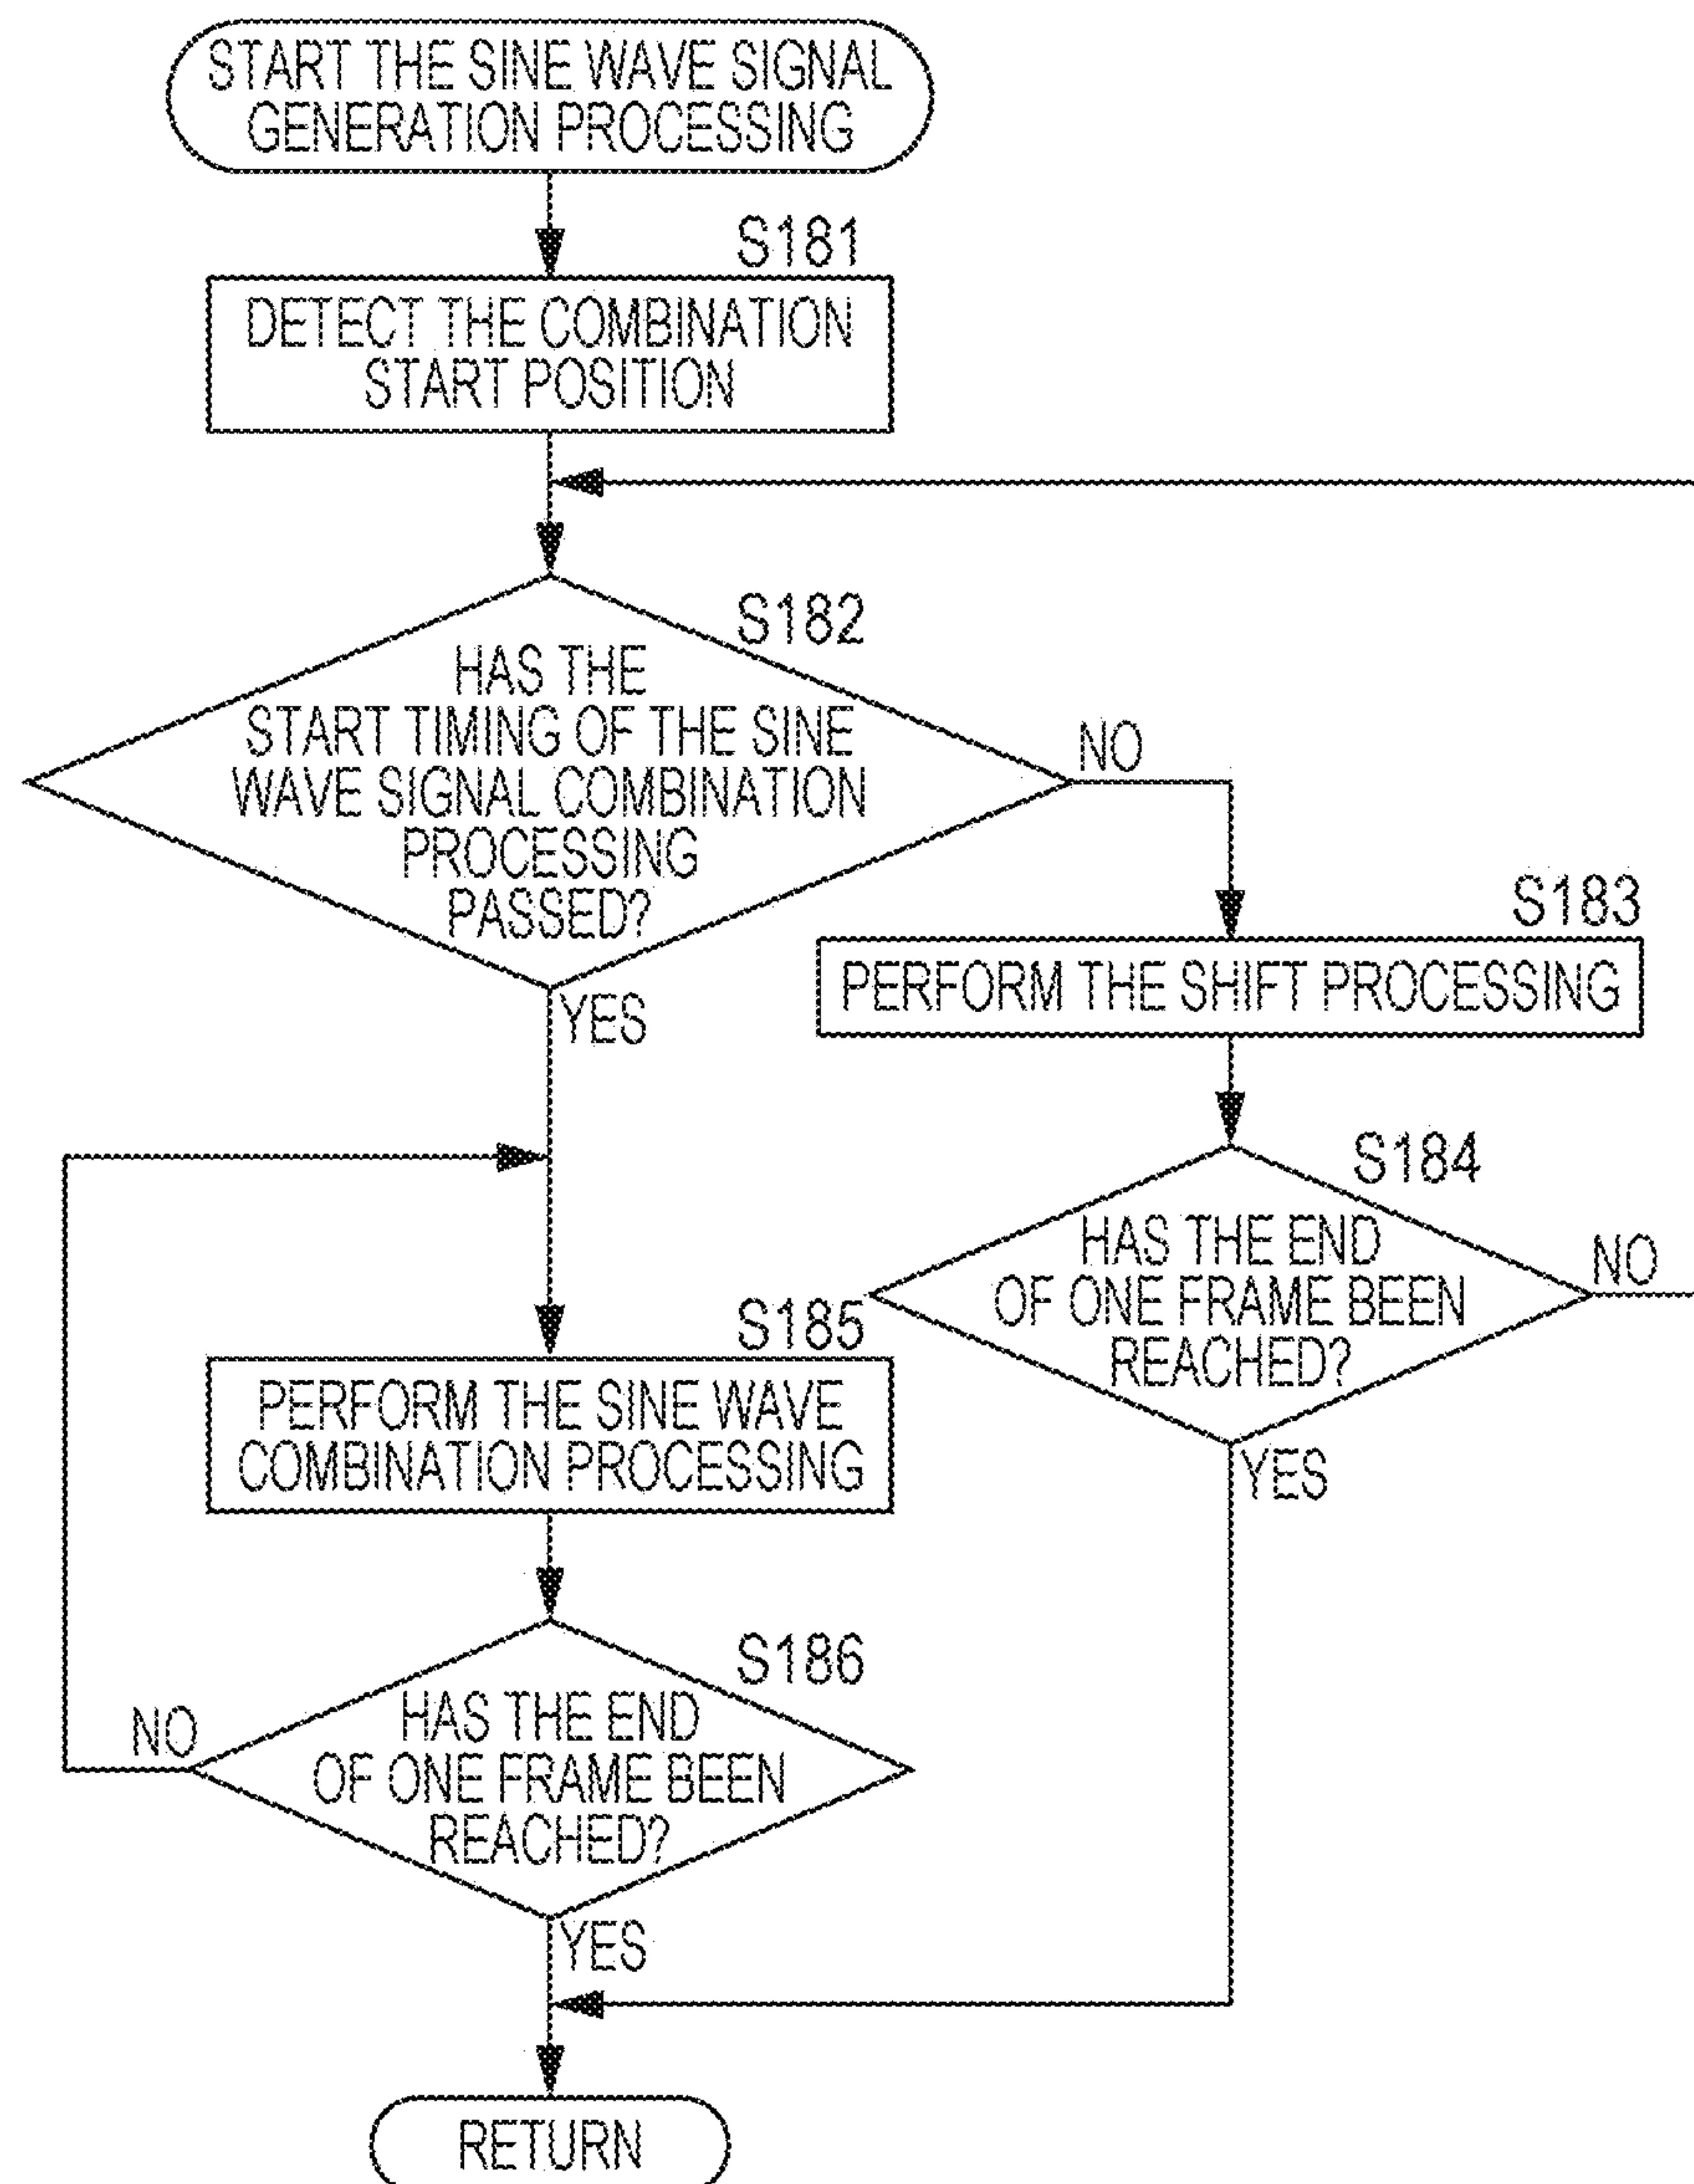 START THE SINE WAVE SIGNAL
GENERATION PROCESSING
S181
DETECT THE COMBINATION
START POSITION
S182
HAS THE
START TIMING OF THE SINE
WAVE SIGNAL COMBINATION
PROCESSING
PASSED?
NO
YES
S183
PERFORM THE SHIFT PROCESSING
S184
HAS THE END
OF ONE FRAME BEEN
REACHED?
NO
YES
S185
PERFORM THE SINE WAVE
COMBINATION PROCESSING
S186
HAS THE END
OF ONE FRAME BEEN
REACHED?
NO
YES
RETURN